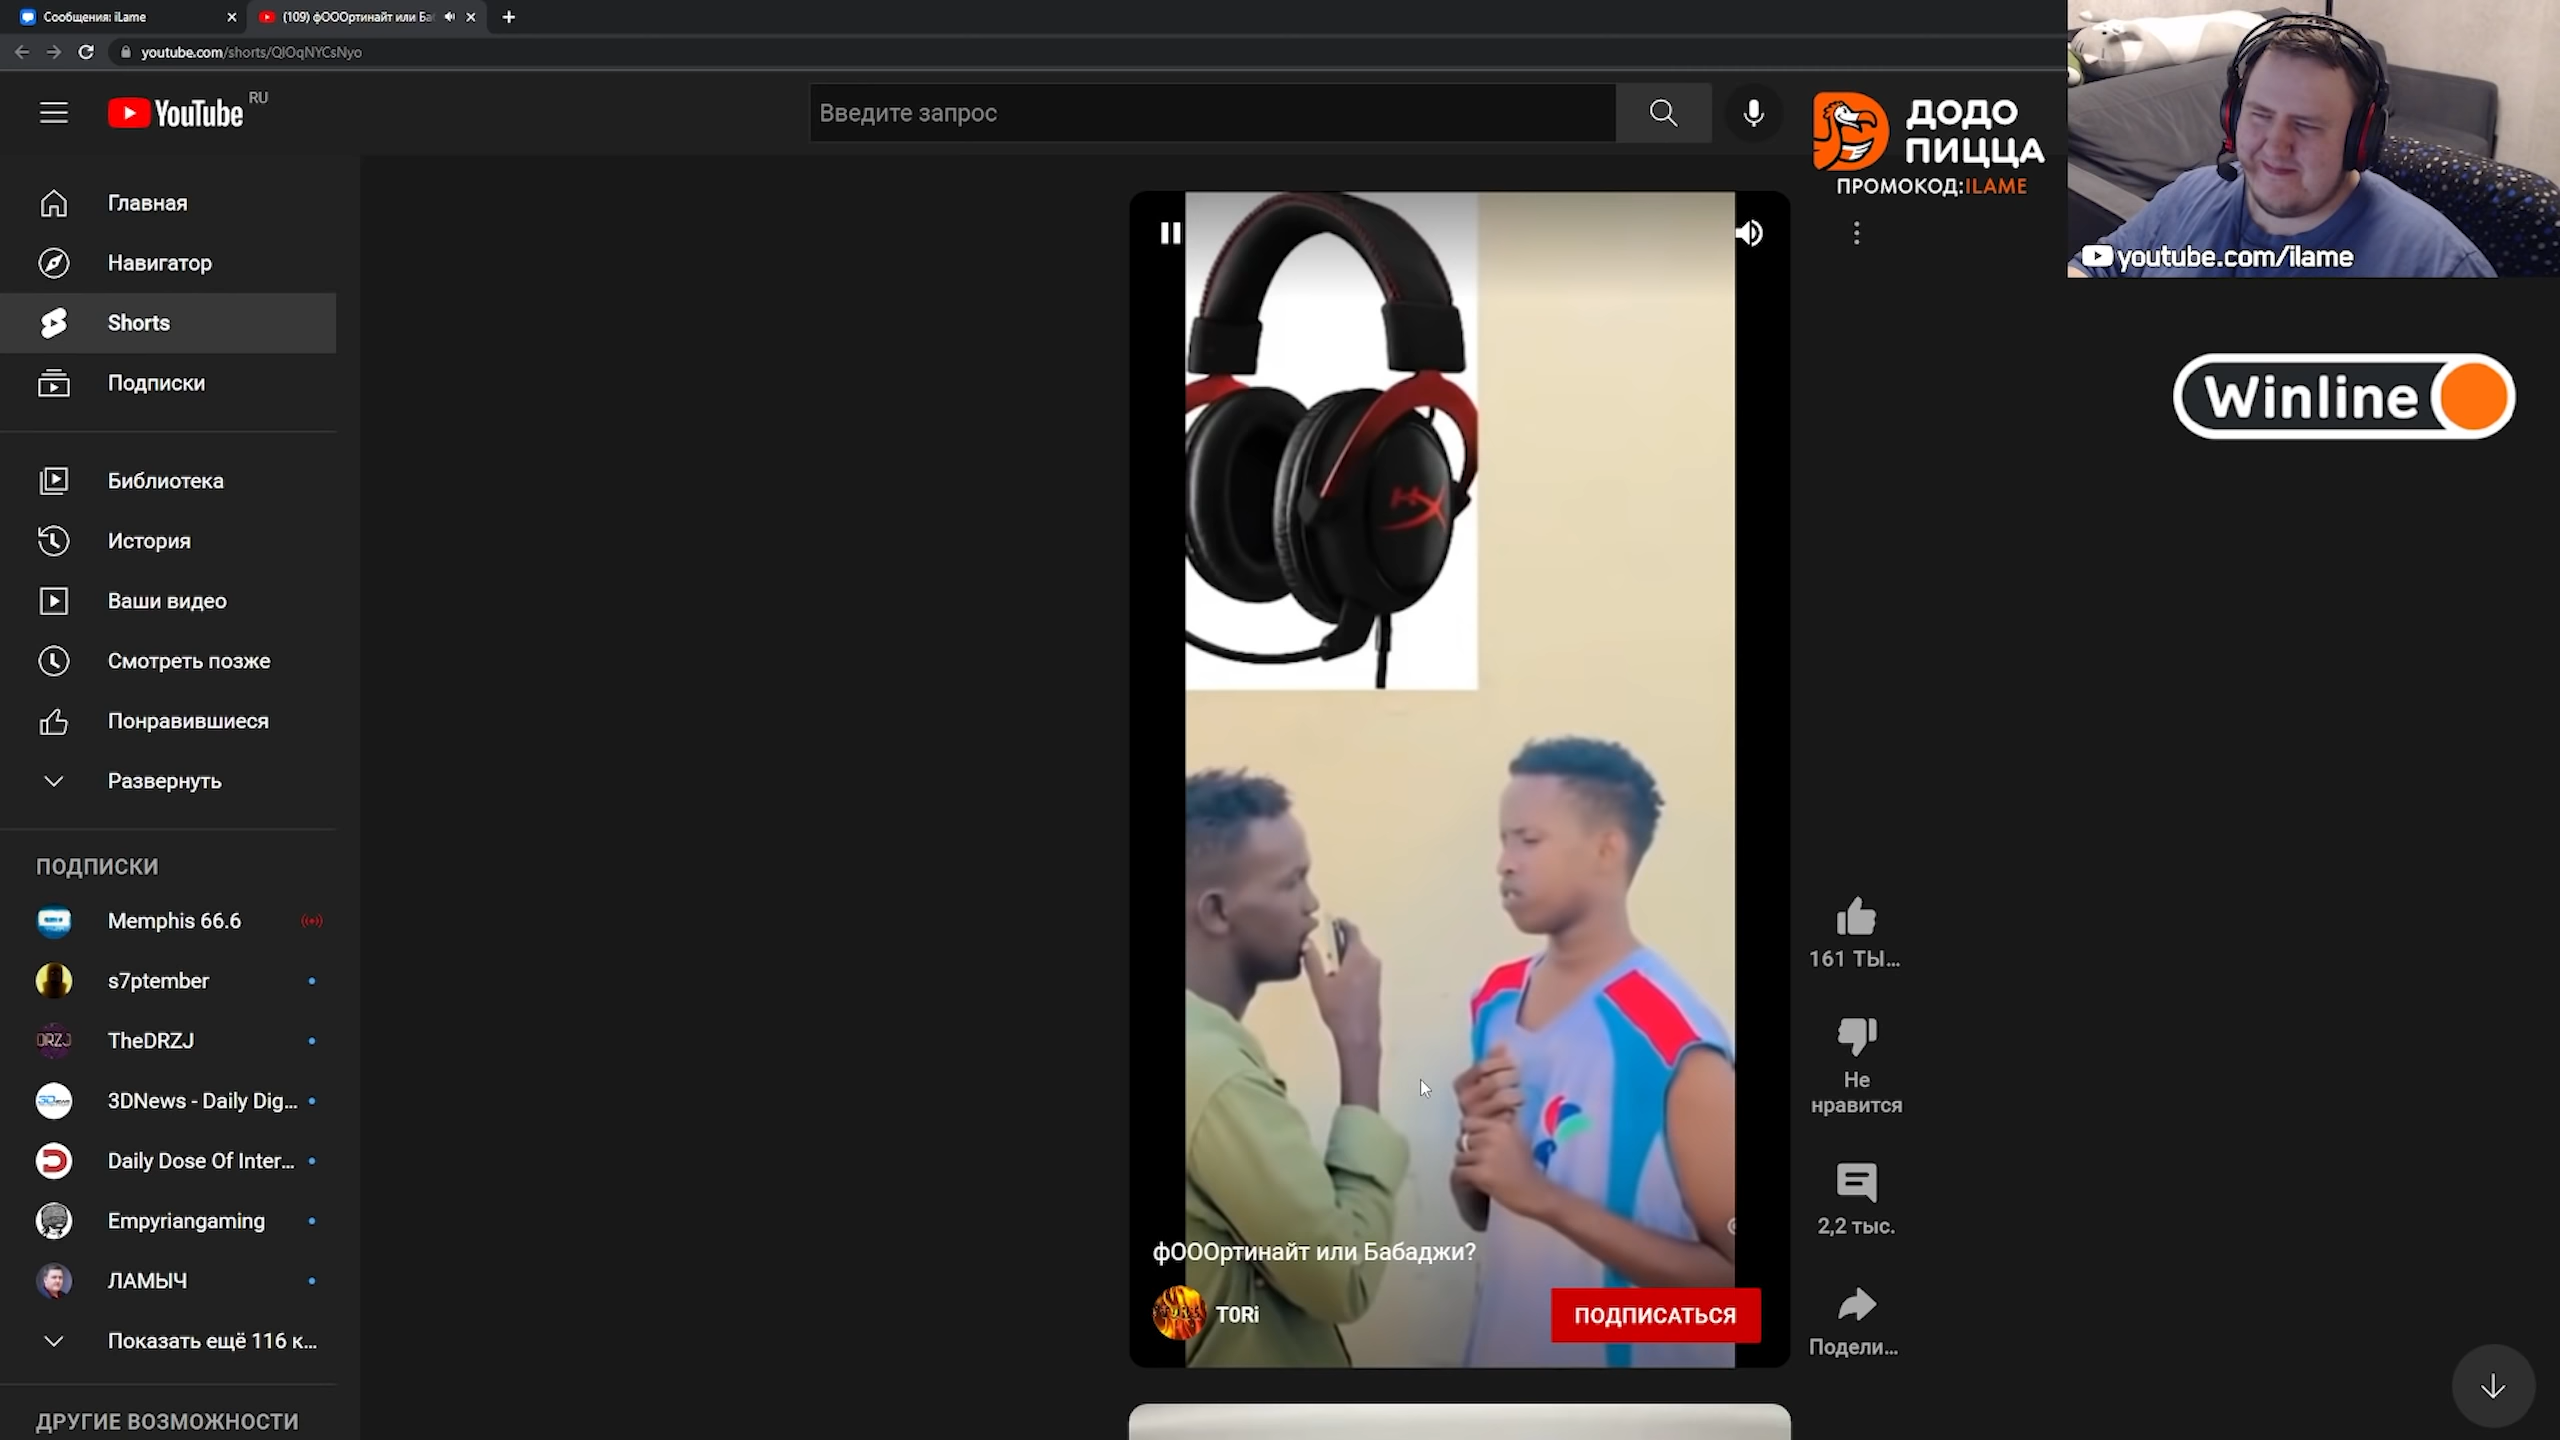 Сообщения: iLame
(109) фОООртинайт или Ба
youtube.com/shorts/QlOqNYCsNyo
YouTube RU
Введите запрос
ДОДО
ПИЦЦА
ПРОМОКОД:ILAME
youtube.com/ilame
Winline
Главная
Навигатор
Shorts
Подписки
Библиотека
История
Ваши видео
Смотреть позже
Понравившиеся
Развернуть
ПОДПИСКИ
Memphis 66.6
s7ptember
TheDRZJ
3DNews - Daily Dig...
Daily Dose Of Inter...
Empyriangaming
ЛАМЫЧ
Показать ещё 116 к...
ДРУГИЕ ВОЗМОЖНОСТИ
HX
фОООртинайт или Бабаджи?
T0Ri
ПОДПИСАТЬСЯ
161 ТЫ...
Не
нравится
2,2 тыс.
Подели...